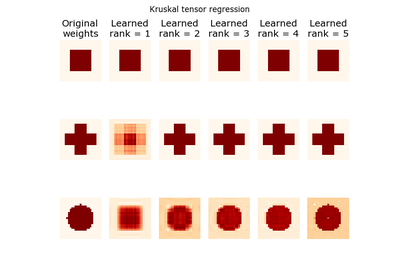 Kruskal tensor regression
Original weights
Learned rank = 1
Learned rank = 2
Learned rank = 3
Learned rank = 4
Learned rank = 5